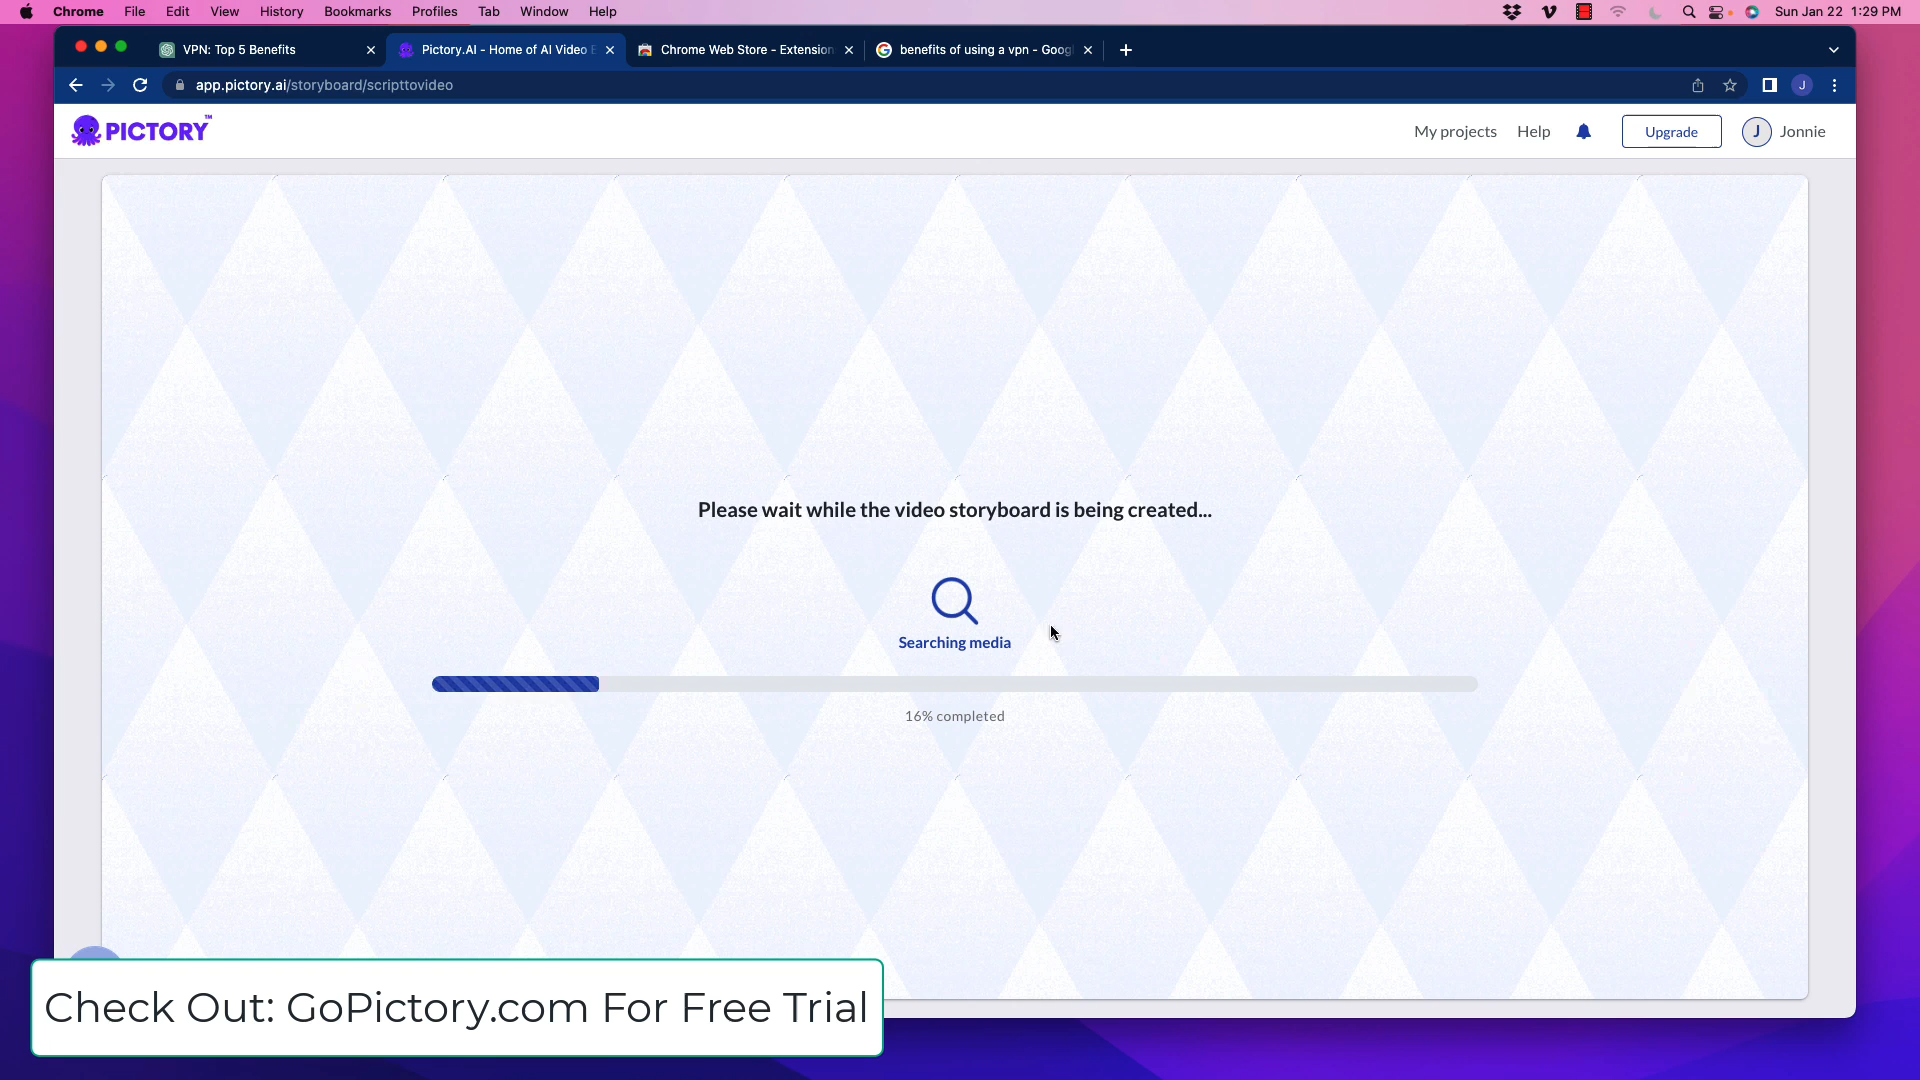 Chrome File Edit View History Bookmarks Profiles Tab Window Help Sun Jan 22 1:29 PM
VPN: Top 5 Benefits Pictory.AI - Home of AI Video E Chrome Web Store - Extension benefits of using a vpn - Goog
app.pictory.ai/storyboard/scripttovideo J
PICTORY™ My projects Help Upgrade J Jonnie
Please wait while the video storyboard is being created...
Searching media
16% completed
Check Out: GoPictory.com For Free Trial